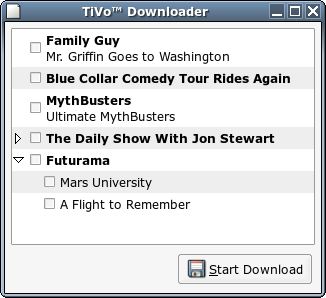 TiVo™ Downloader
Family Guy
Mr. Griffin Goes to Washington
Blue Collar Comedy Tour Rides Again
MythBusters
Ultimate MythBusters
The Daily Show With Jon Stewart
Futurama
Mars University
A Flight to Remember
Start Download